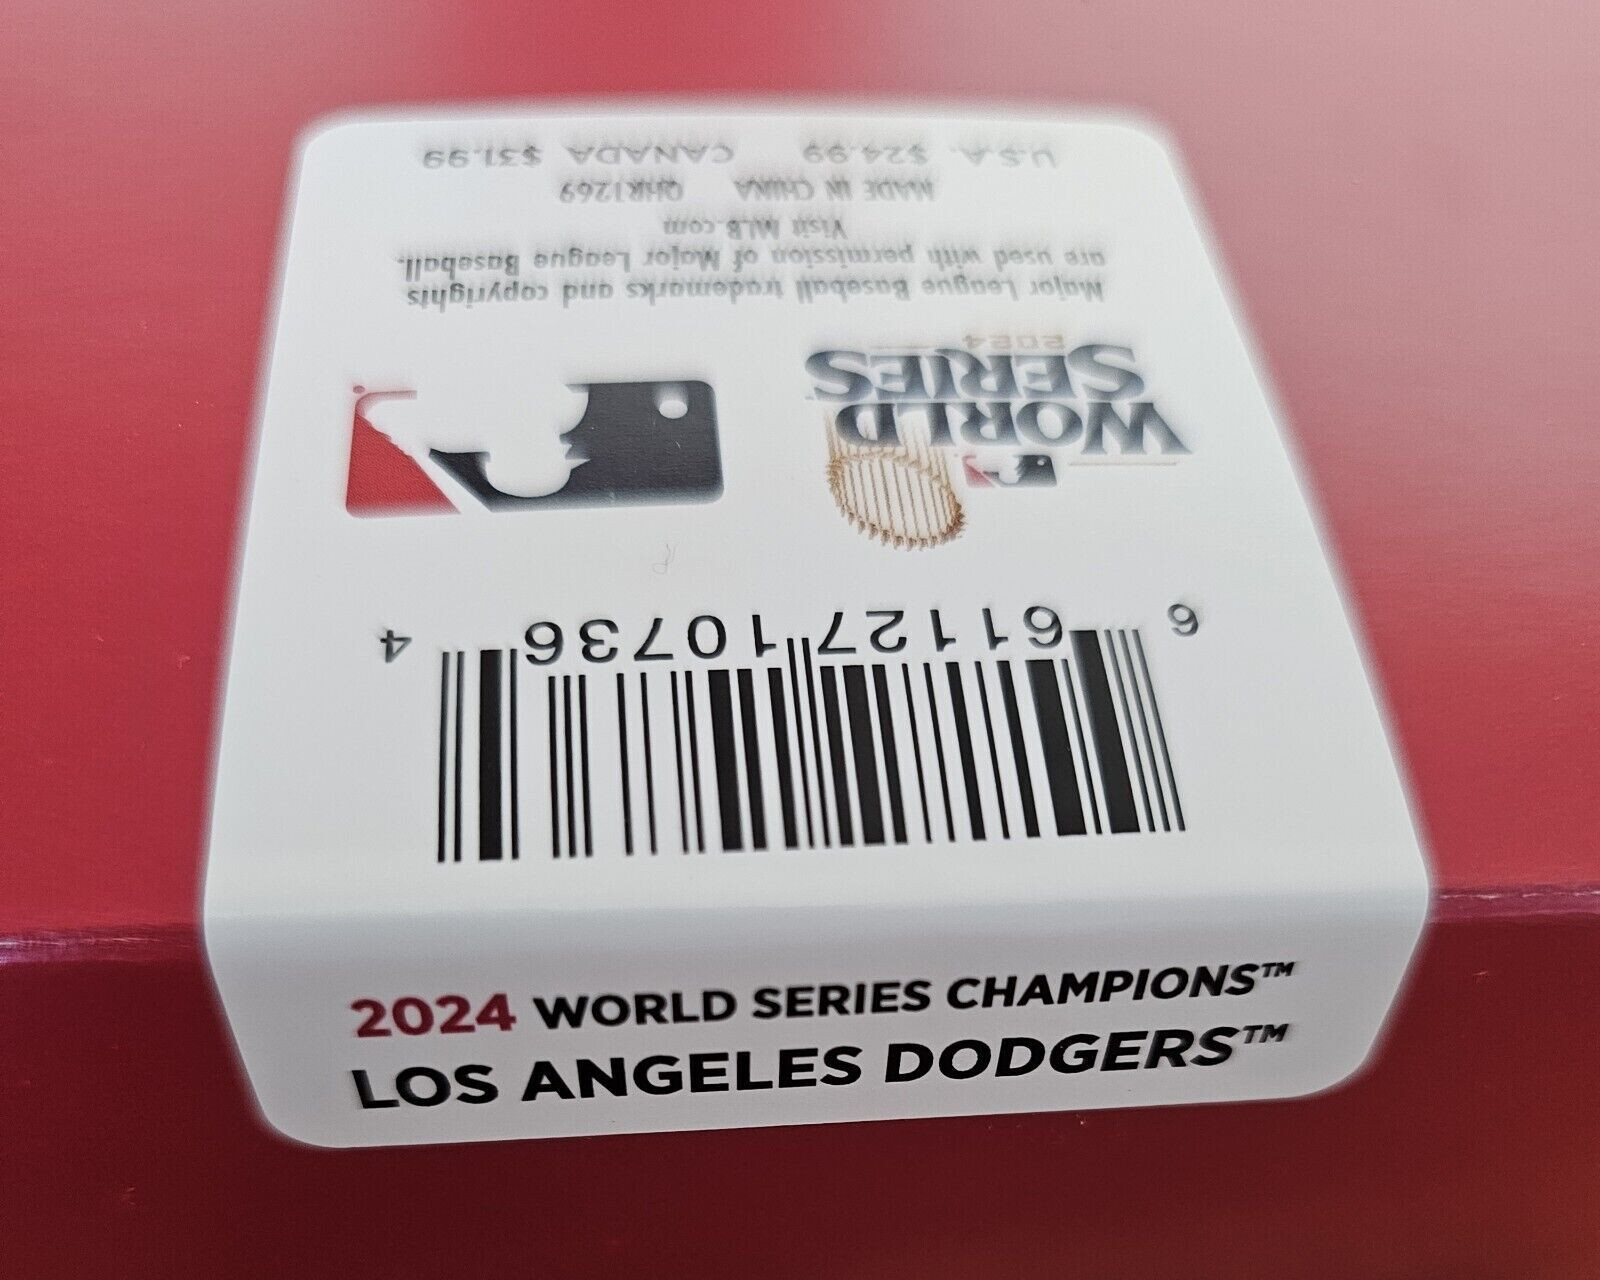 2024 WORLD SERIES CHAMPIONS™
LOS ANGELES DODGERS™
6 61127 10736 4
WORLD
SERIES
2024
Major League Baseball trademarks and copyrights
are used with permission of Major League Baseball.
Visit MLB.com
MADE IN CHINA QHR1269
U.S.A. $24.99 CANADA $31.99